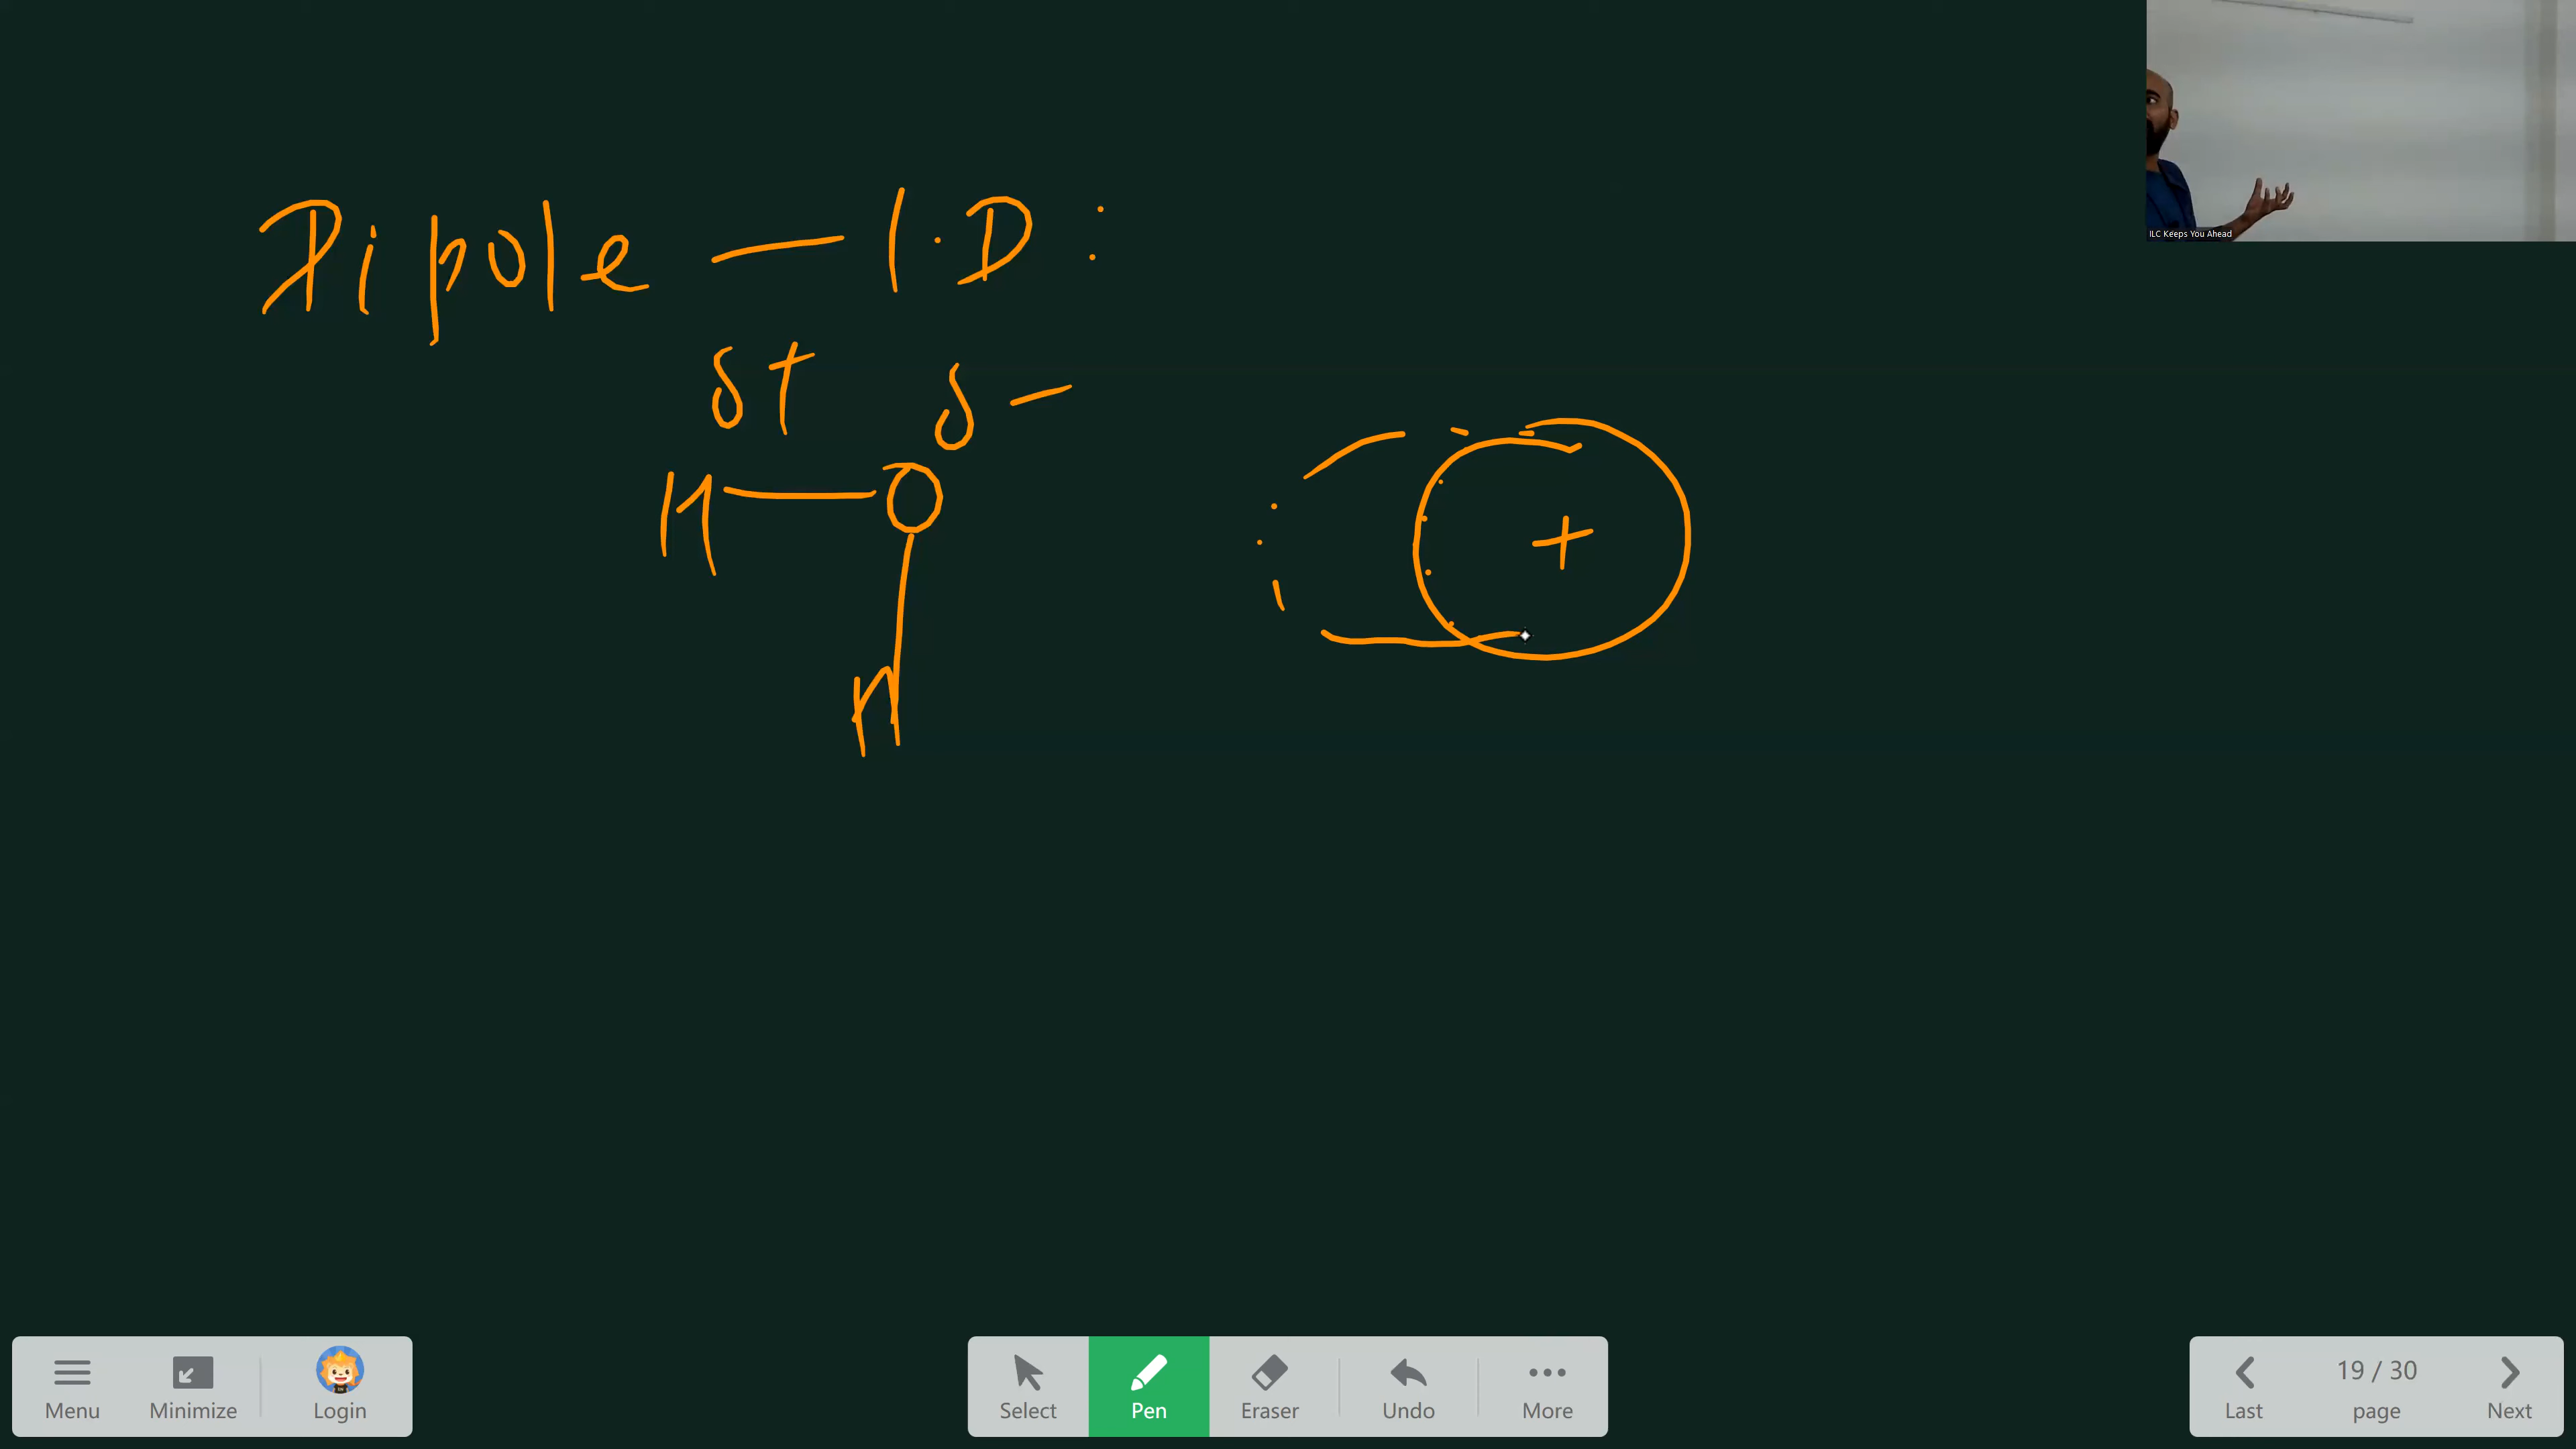 Dipole — I.D :
δ+ δ-
H—O
H
+
ILC Keeps You Ahead
Menu Minimize Login
Select Pen Eraser Undo More
Last 19 / 30 page Next